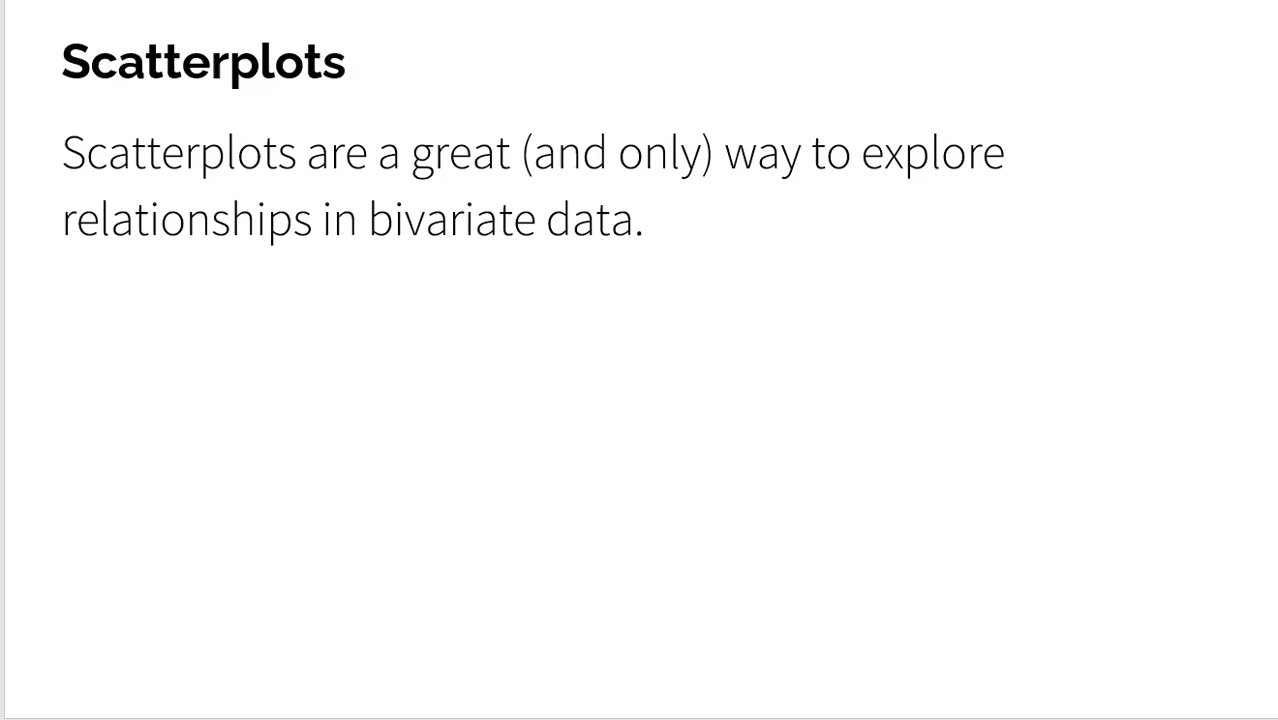 Scatterplots
Scatterplots are a great (and only) way to explore
relationships in bivariate data.